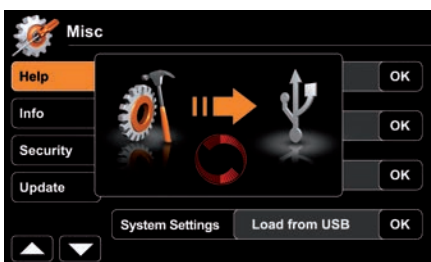 Misc
Help
OK
Info
OK
Security
OK
Update
System Settings Load from USB OK